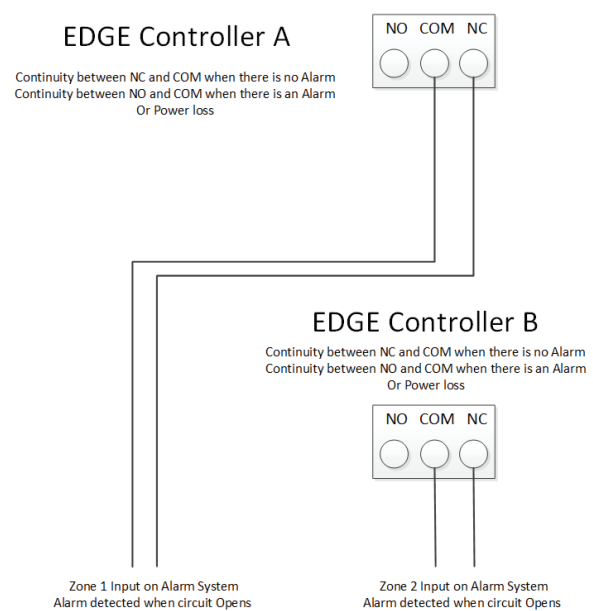 EDGE Controller A
Continuity between NC and COM when there is no Alarm
Continuity between NO and COM when there is an Alarm
Or Power loss
NO COM NC
EDGE Controller B
Continuity between NC and COM when there is no Alarm
Continuity between NO and COM when there is an Alarm
Or Power loss
NO COM NC
Zone 1 Input on Alarm System
Alarm detected when circuit Opens
Zone 2 Input on Alarm System
Alarm detected when circuit Opens